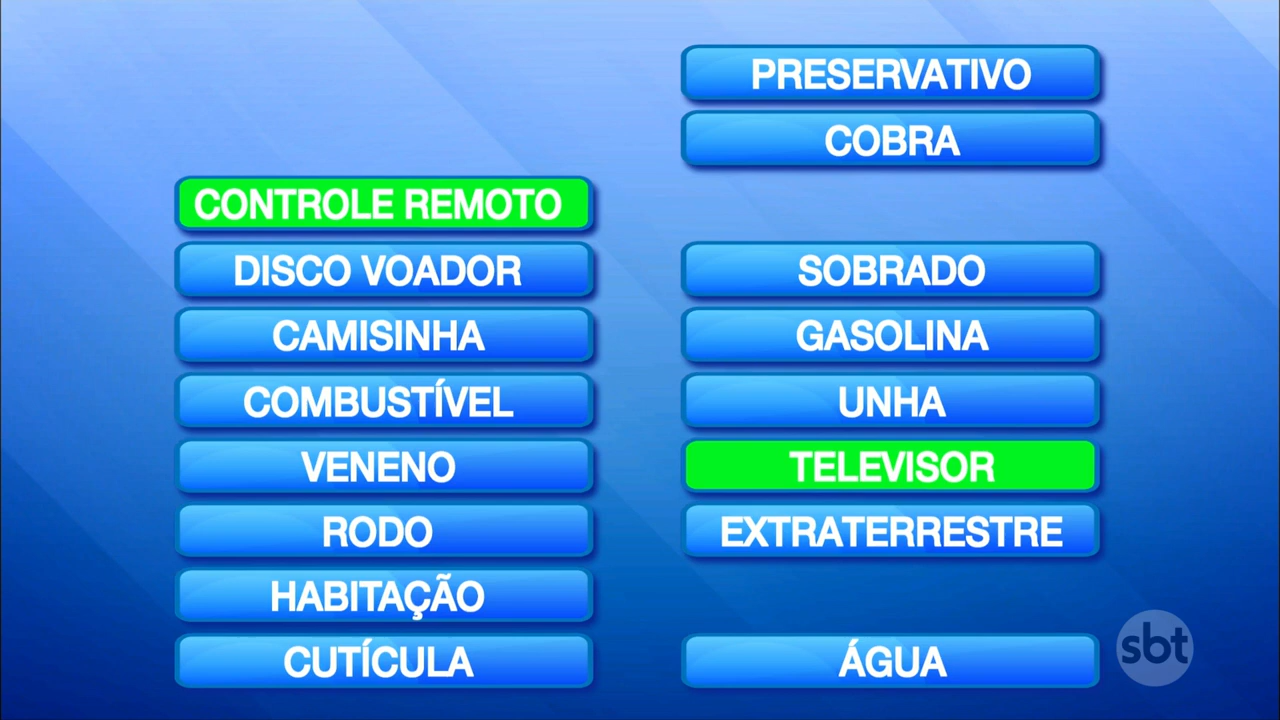 PRESERVATIVO
COBRA
CONTROLE REMOTO
DISCO VOADOR
SOBRADO
CAMISINHA
GASOLINA
COMBUSTÍVEL
UNHA
VENENO
TELEVISOR
RODO
EXTRATERRESTRE
HABITAÇÃO
CUTÍCULA
ÁGUA
sbt